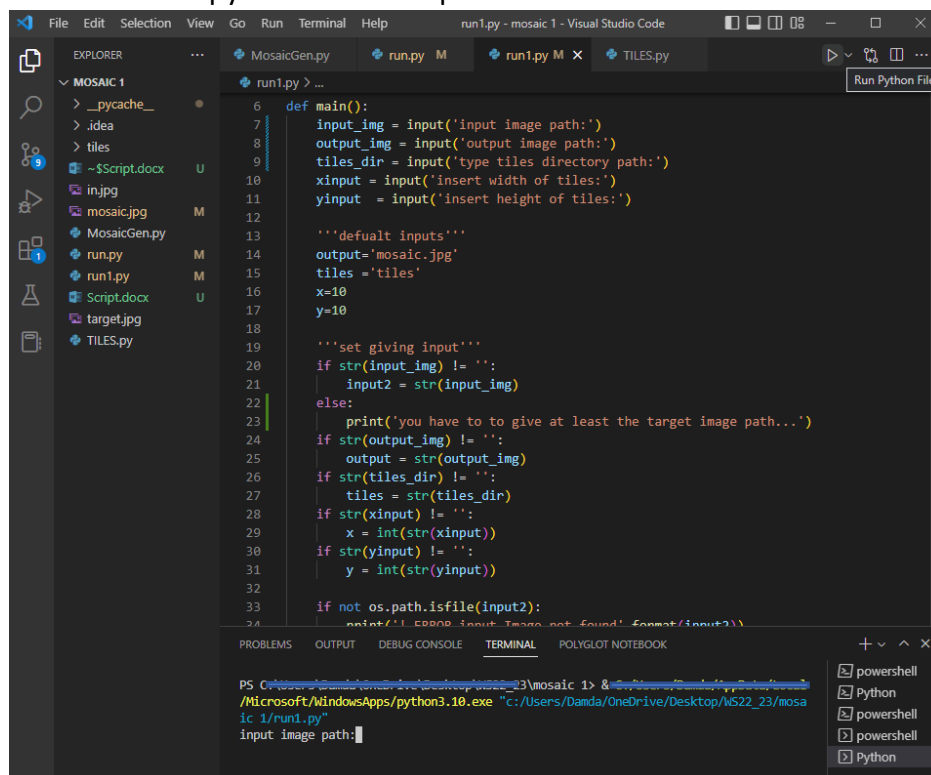 File Edit Selection View Go Run Terminal Help run1.py - mosaic 1 - Visual Studio Code
EXPLORER
MosaicGen.py run.py M run1.py M TILES.py
Run Python File
MOSAIC 1
run1.py > ...
__pycache__
.idea
tiles
~$Script.docx U
in.jpg
mosaic.jpg M
MosaicGen.py
run.py M
run1.py M
Script.docx U
target.jpg
TILES.py
9
1
6 def main():
7 input_img = input('input image path:')
8 output_img = input('output image path:')
9 tiles_dir = input('type tiles directory path:')
10 xinput = input('insert width of tiles:')
11 yinput  = input('insert height of tiles:')
12
13 '''defualt inputs'''
14 output='mosaic.jpg'
15 tiles ='tiles'
16 x=10
17 y=10
18
19 '''set giving input'''
20 if str(input_img) != '':
21 input2 = str(input_img)
22 else:
23 print('you have to to give at least the target image path...')
24 if str(output_img) != '':
25 output = str(output_img)
26 if str(tiles_dir) != '':
27 tiles = str(tiles_dir)
28 if str(xinput) != '':
29 x = int(str(xinput))
30 if str(yinput) != '':
31 y = int(str(yinput))
32
33 if not os.path.isfile(input2):
PROBLEMS OUTPUT DEBUG CONSOLE TERMINAL POLYGLOT NOTEBOOK
PS 3\mosaic 1> &
/Microsoft/WindowsApps/python3.10.exe "c:/Users/Damda/OneDrive/Desktop/WS22_23/mosa
ic 1/run1.py"
input image path:
powershell
Python
powershell
powershell
Python